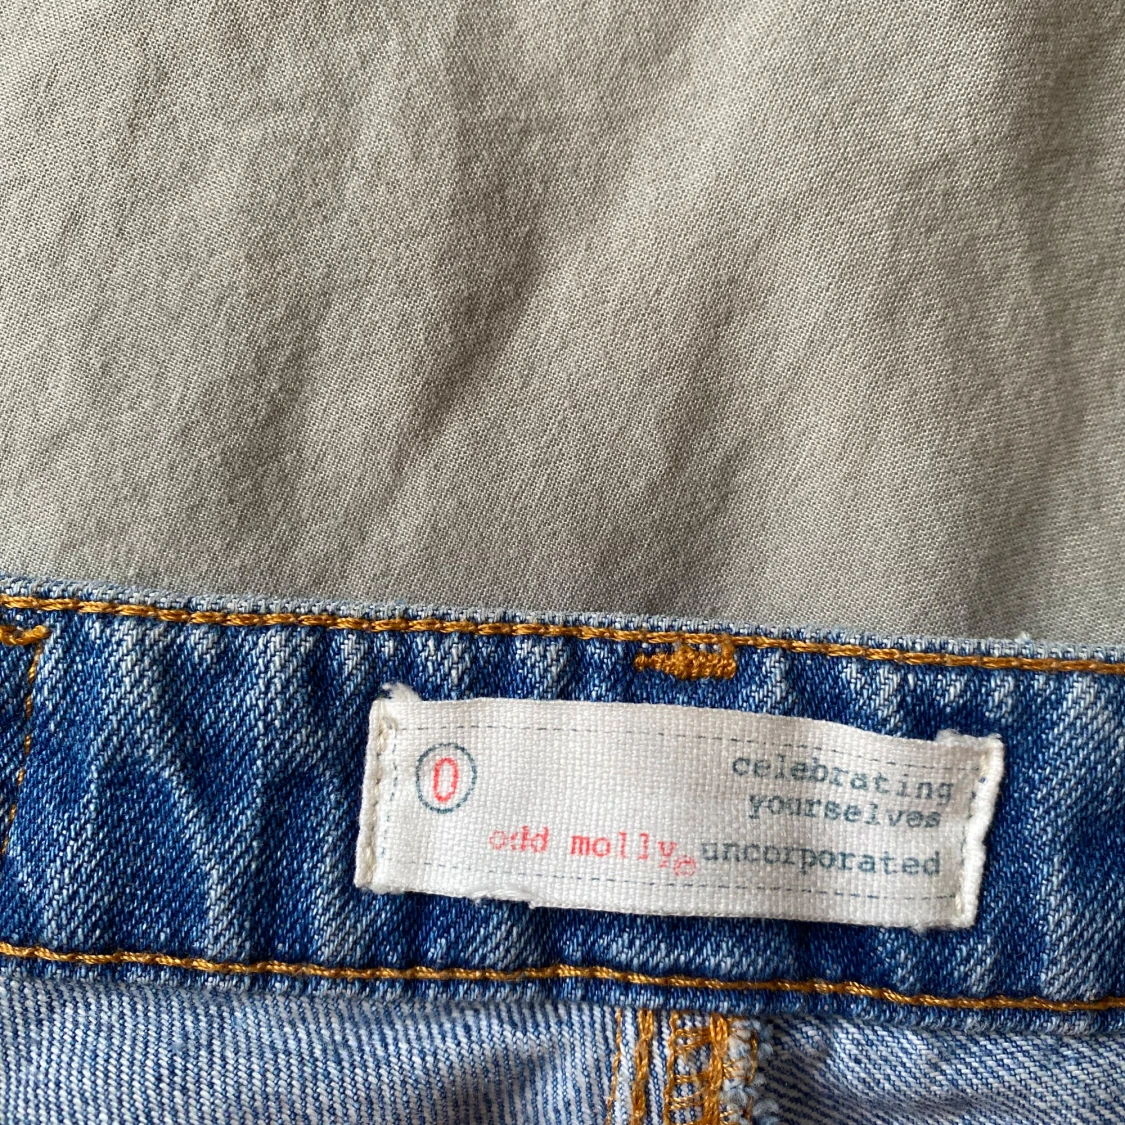 0
celebrating
yourselves
odd molly® uncorporated